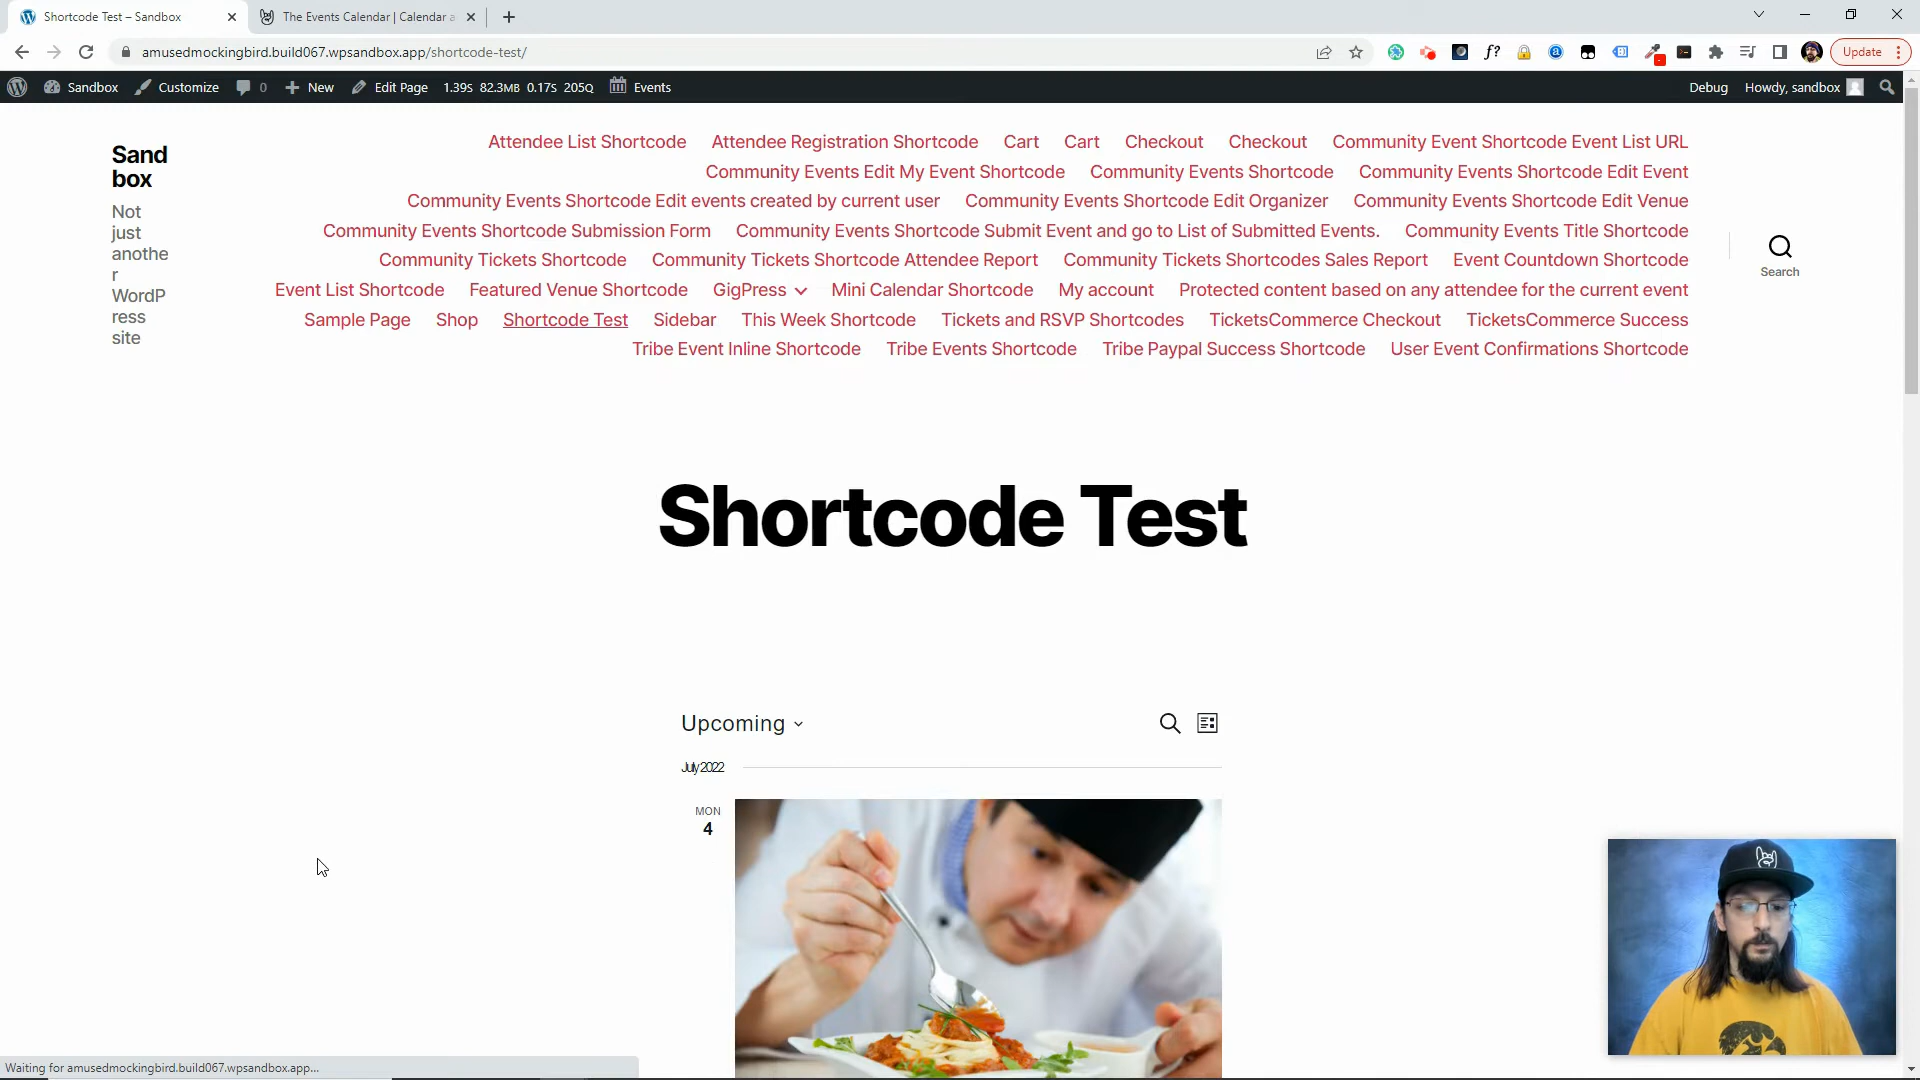 Shortcode Test – Sandbox
The Events Calendar | Calendar a
amusedmockingbird.build067.wpsandbox.app/shortcode-test/
Update
Sandbox Customize 0 New Edit Page 1.39S 82.3MB 0.17S 205Q Events Debug Howdy, sandbox
Sand
box
Not
just
anothe
r
WordP
ress
site
Attendee List Shortcode Attendee Registration Shortcode Cart Cart Checkout Checkout Community Event Shortcode Event List URL
Community Events Edit My Event Shortcode Community Events Shortcode Community Events Shortcode Edit Event
Community Events Shortcode Edit events created by current user Community Events Shortcode Edit Organizer Community Events Shortcode Edit Venue
Community Events Shortcode Submission Form Community Events Shortcode Submit Event and go to List of Submitted Events. Community Events Title Shortcode
Community Tickets Shortcode Community Tickets Shortcode Attendee Report Community Tickets Shortcodes Sales Report Event Countdown Shortcode
Event List Shortcode Featured Venue Shortcode GigPress Mini Calendar Shortcode My account Protected content based on any attendee for the current event
Sample Page Shop Shortcode Test Sidebar This Week Shortcode Tickets and RSVP Shortcodes TicketsCommerce Checkout TicketsCommerce Success
Tribe Event Inline Shortcode Tribe Events Shortcode Tribe Paypal Success Shortcode User Event Confirmations Shortcode
Search
Shortcode Test
Upcoming
July 2022
MON
4
Waiting for amusedmockingbird.build067.wpsandbox.app...